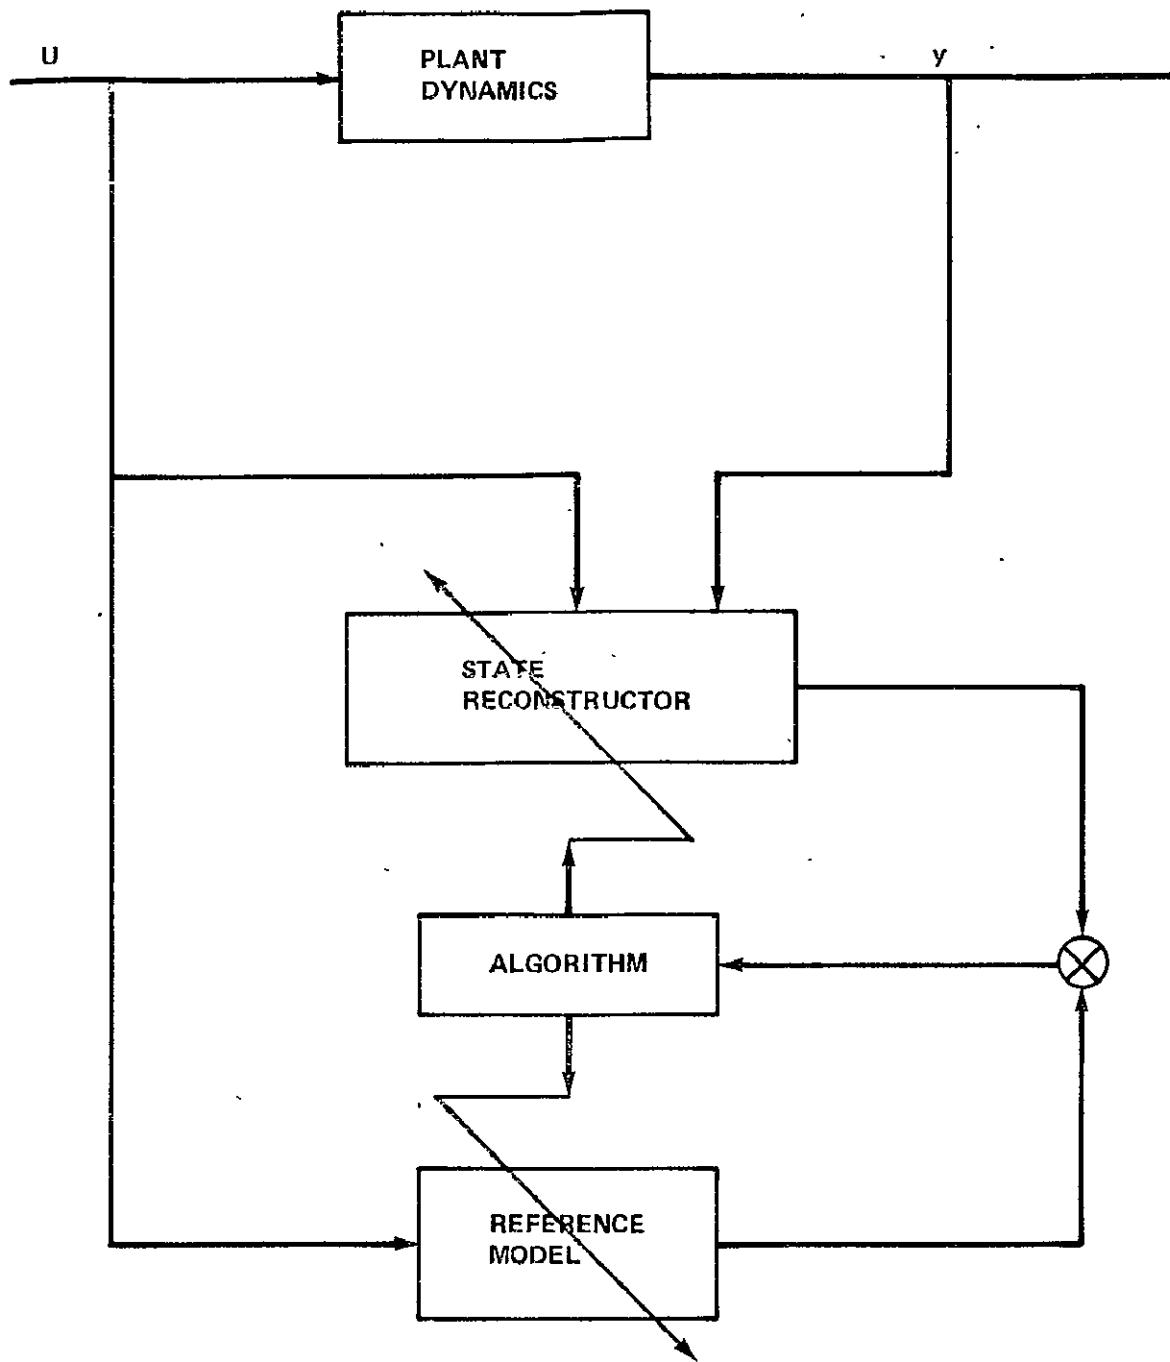 U
PLANT
DYNAMICS
y
STATE
RECONSTRUCTOR
ALGORITHM
REFERENCE
MODEL